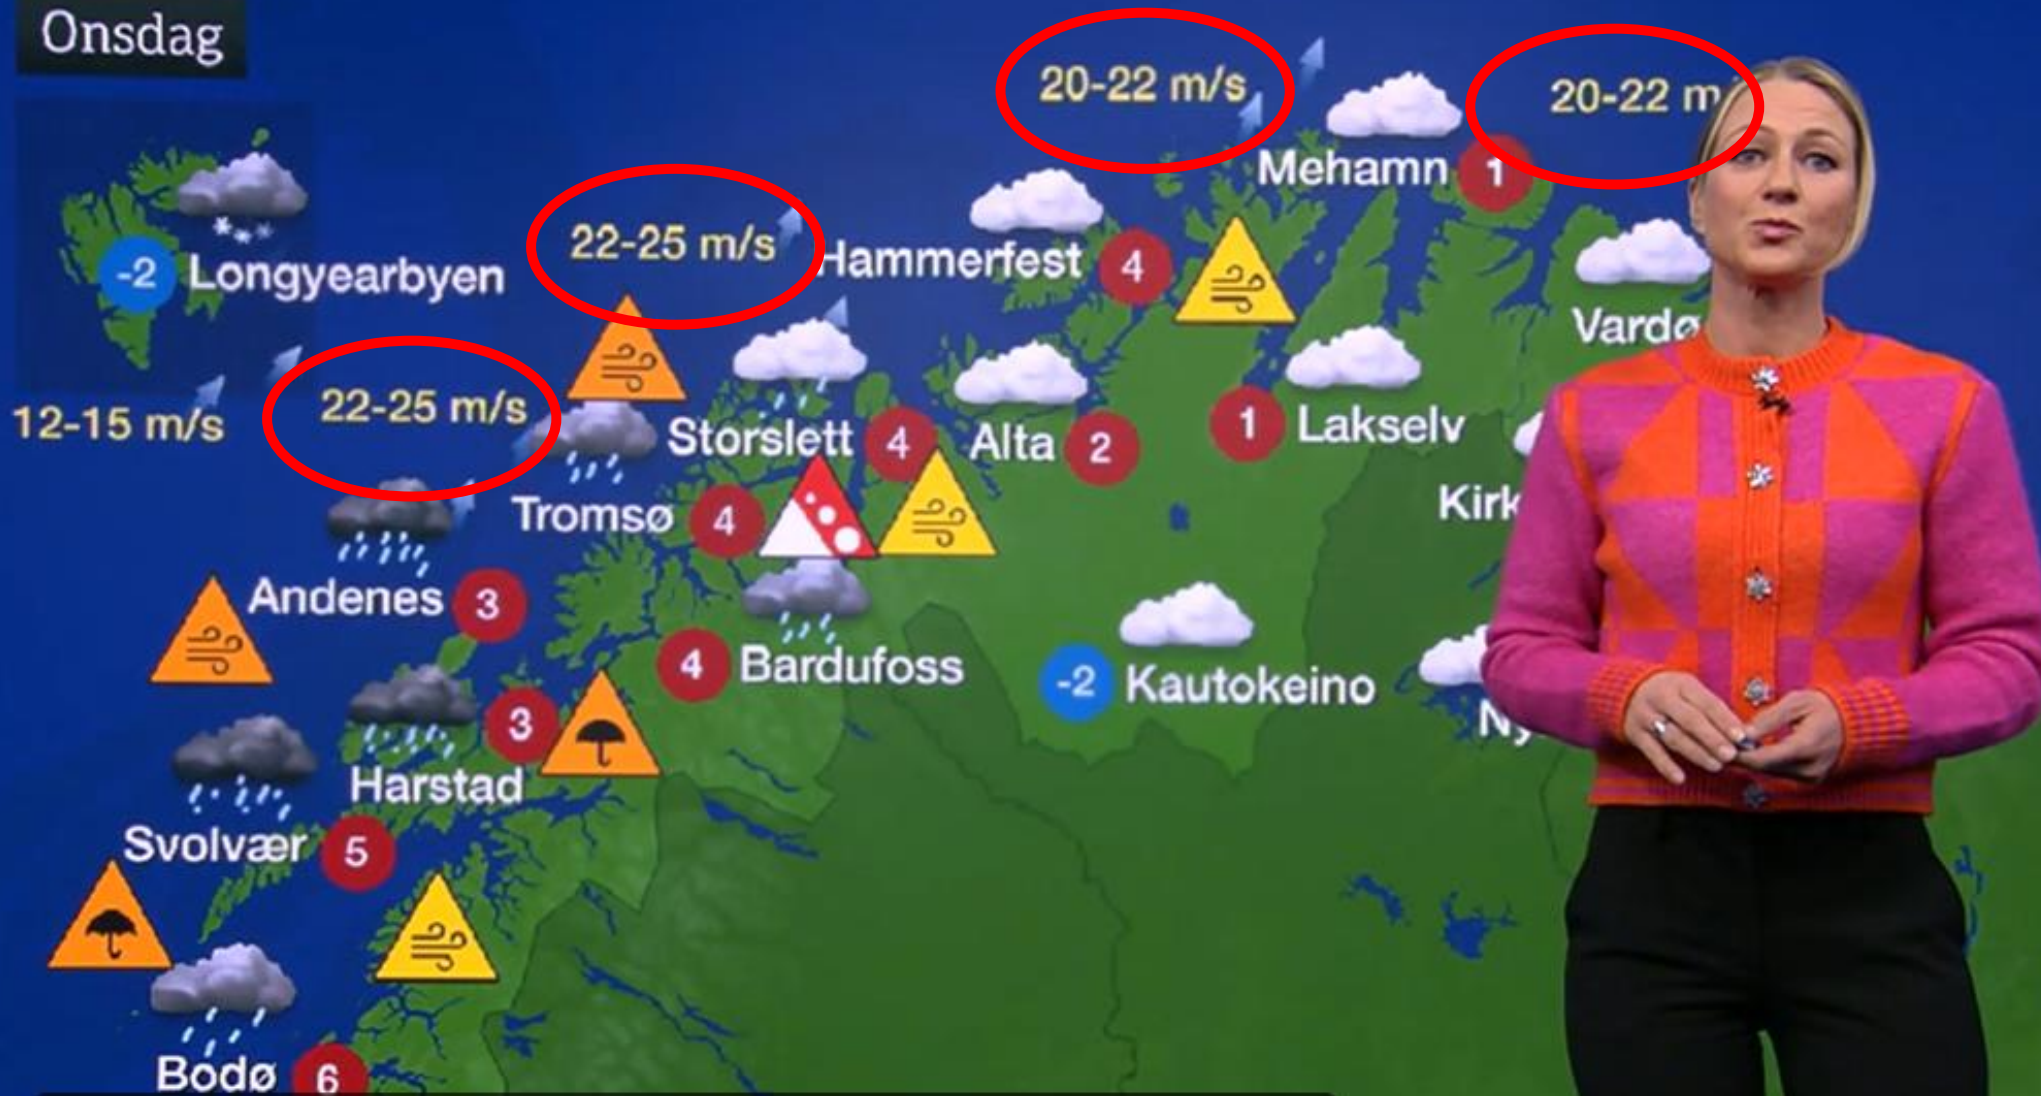 Onsdag
20-22 m/s
20-22 m
Mehamn 1
22-25 m/s
Hammerfest 4
-2 Longyearbyen
Vardø
12-15 m/s
22-25 m/s
Storslett 4
Alta 2
1 Lakselv
Kirk
Tromsø 4
Andenes 3
4 Bardufoss
-2 Kautokeino
3
Ny
Harstad
Svolvær 5
Bodø 6